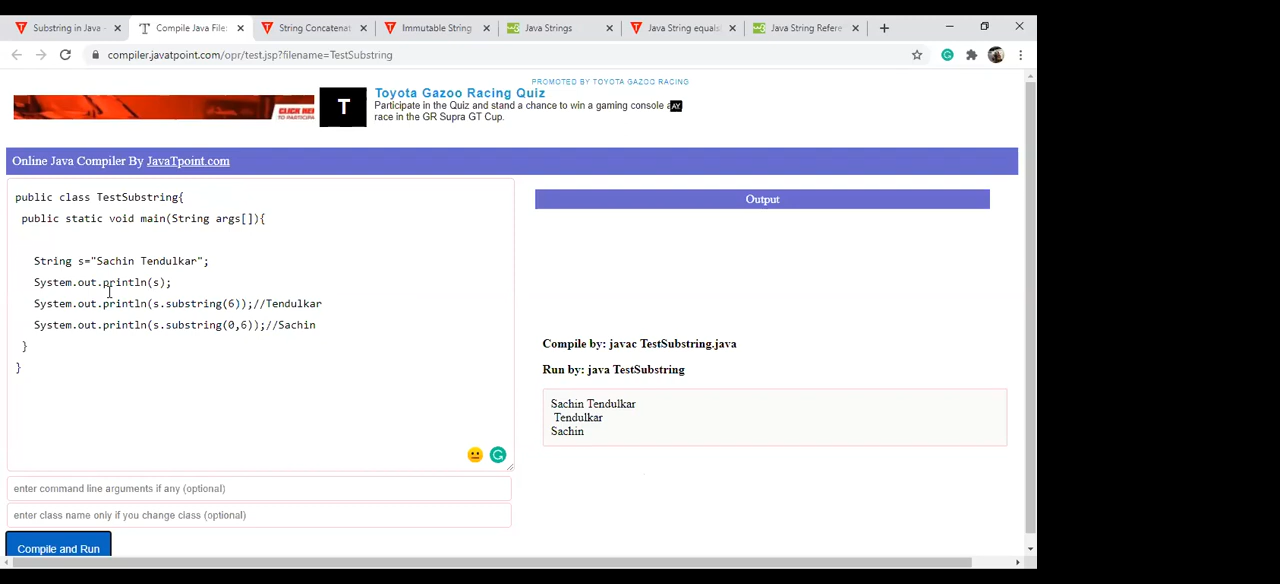 Substring in Java -
Compile Java File:
String Concatenat
Immutable String
Java Strings
Java String equals
Java String Refere
compiler.javatpoint.com/opr/test.jsp?filename=TestSubstring
PROMOTED BY TOYOTA GAZOO RACING
Toyota Gazoo Racing Quiz
Participate in the Quiz and stand a chance to win a gaming console a
race in the GR Supra GT Cup.
T
Online Java Compiler By JavaTpoint.com
public class TestSubstring{
public static void main(String args[]){
String s="Sachin Tendulkar";
System.out.println(s);
System.out.println(s.substring(6));//Tendulkar
System.out.println(s.substring(0,6));//Sachin
}
}
enter command line arguments if any (optional)
enter class name only if you change class (optional)
Compile and Run
Output
Compile by: javac TestSubstring.java
Run by: java TestSubstring
Sachin Tendulkar
Tendulkar
Sachin